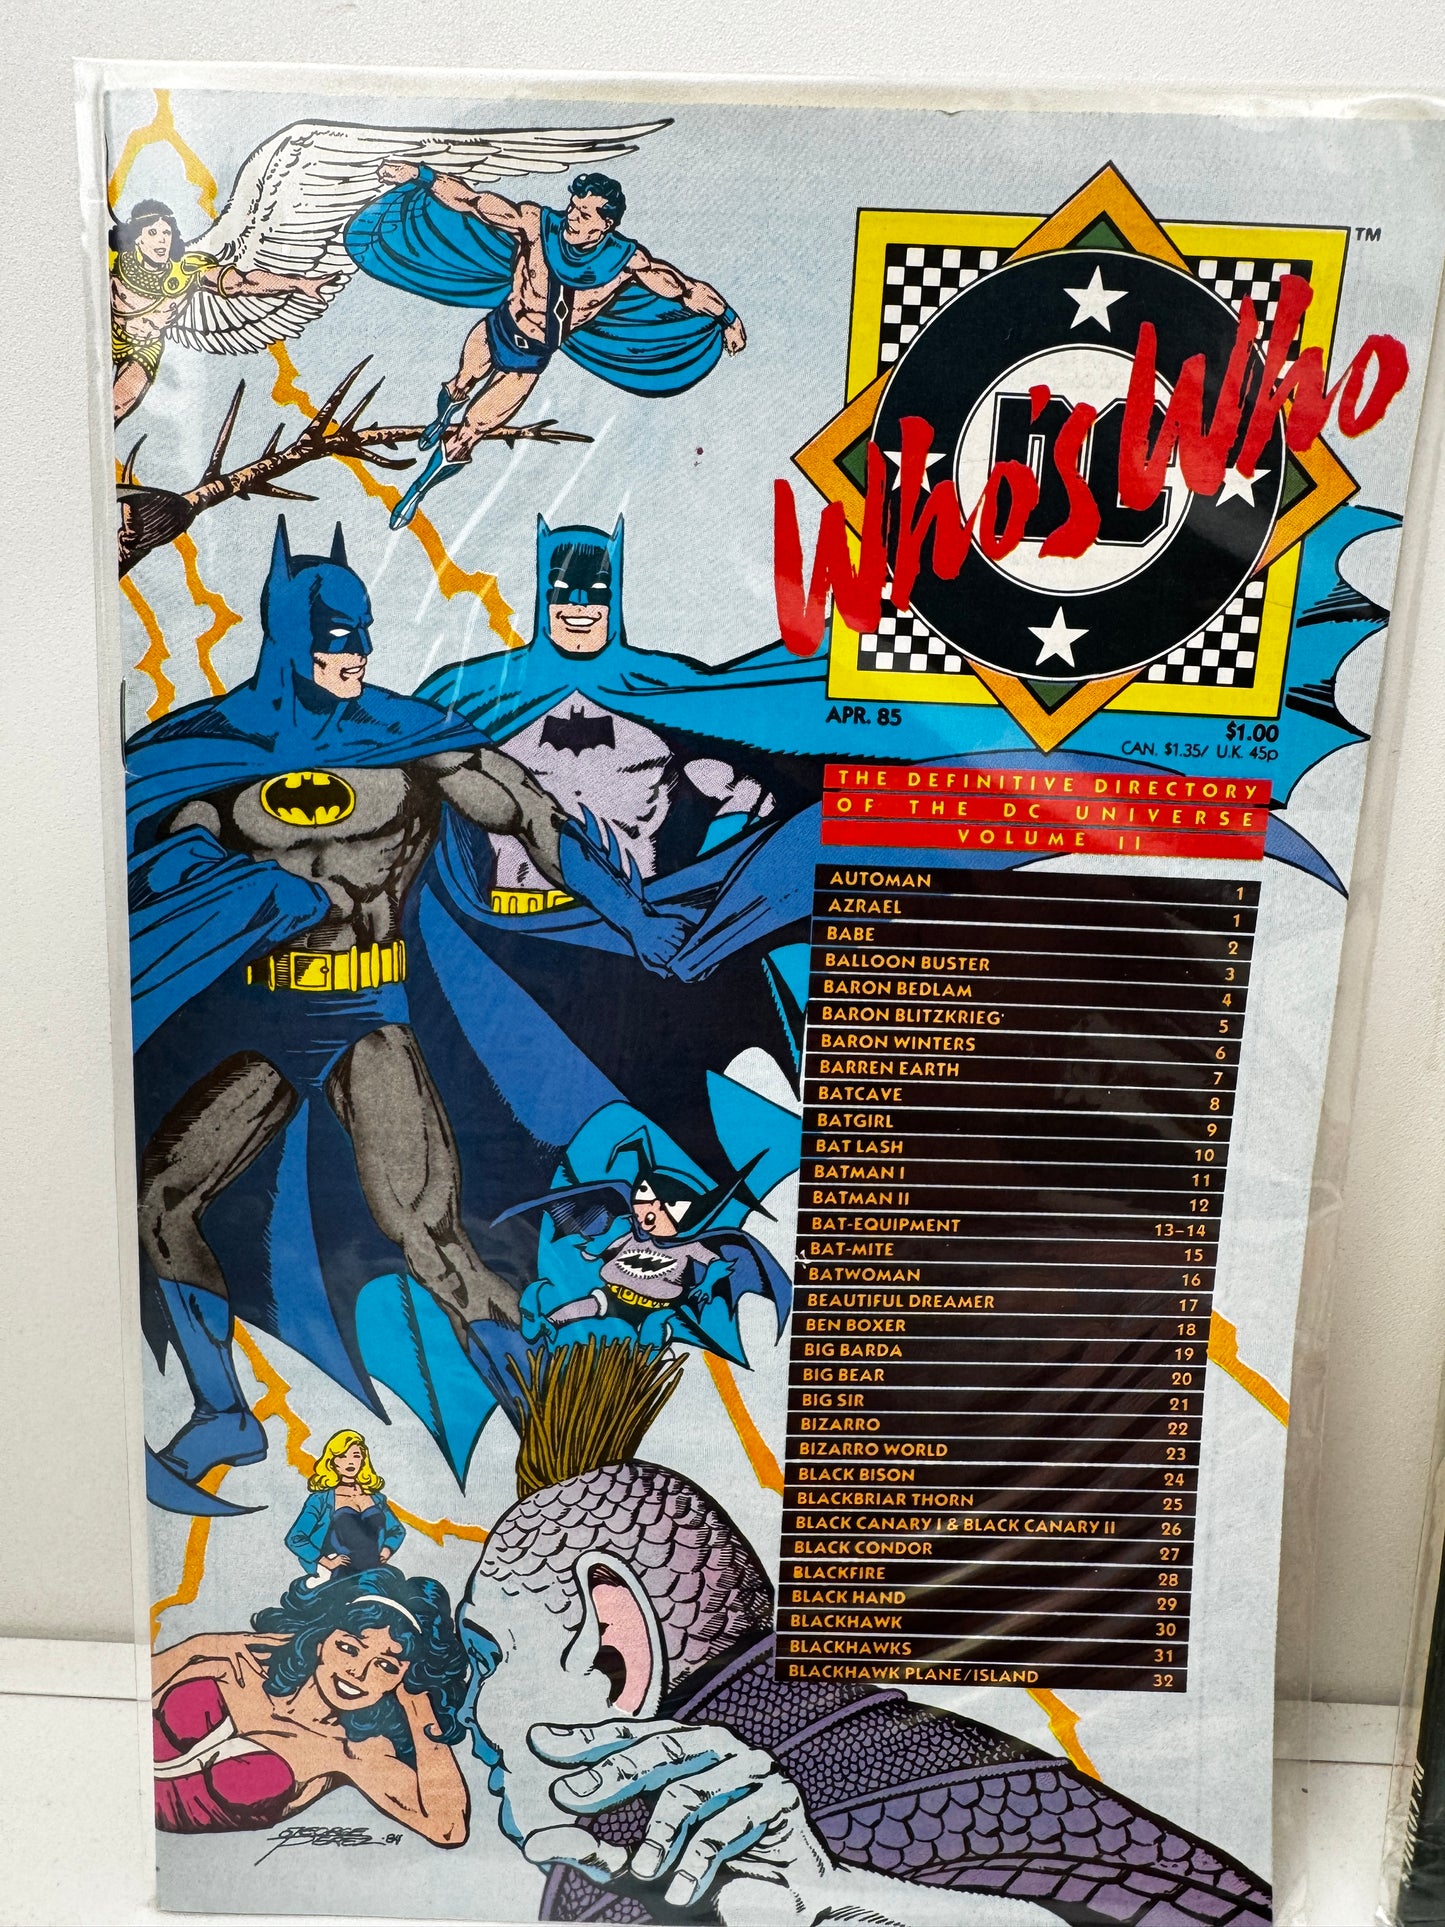 TM
DC
Who's Who
APR. 85
$1.00
CAN. $1.35/ U.K. 45p
THE DEFINITIVE DIRECTORY
OF THE DC UNIVERSE
VOLUME II
AUTOMAN 1
AZRAEL 1
BABE 2
BALLOON BUSTER 3
BARON BEDLAM 4
BARON BLITZKRIEG 5
BARON WINTERS 6
BARREN EARTH 7
BATCAVE 8
BATGIRL 9
BAT LASH 10
BATMAN I 11
BATMAN II 12
BAT-EQUIPMENT 13-14
BAT-MITE 15
BATWOMAN 16
BEAUTIFUL DREAMER 17
BEN BOXER 18
BIG BARDA 19
BIG BEAR 20
BIG SIR 21
BIZARRO 22
BIZARRO WORLD 23
BLACK BISON 24
BLACKBRIAR THORN 25
BLACK CANARY I & BLACK CANARY II 26
BLACK CONDOR 27
BLACKFIRE 28
BLACK HAND 29
BLACKHAWK 30
BLACKHAWKS 31
BLACKHAWK PLANE/ISLAND 32
GEORGE
PEREZ '84